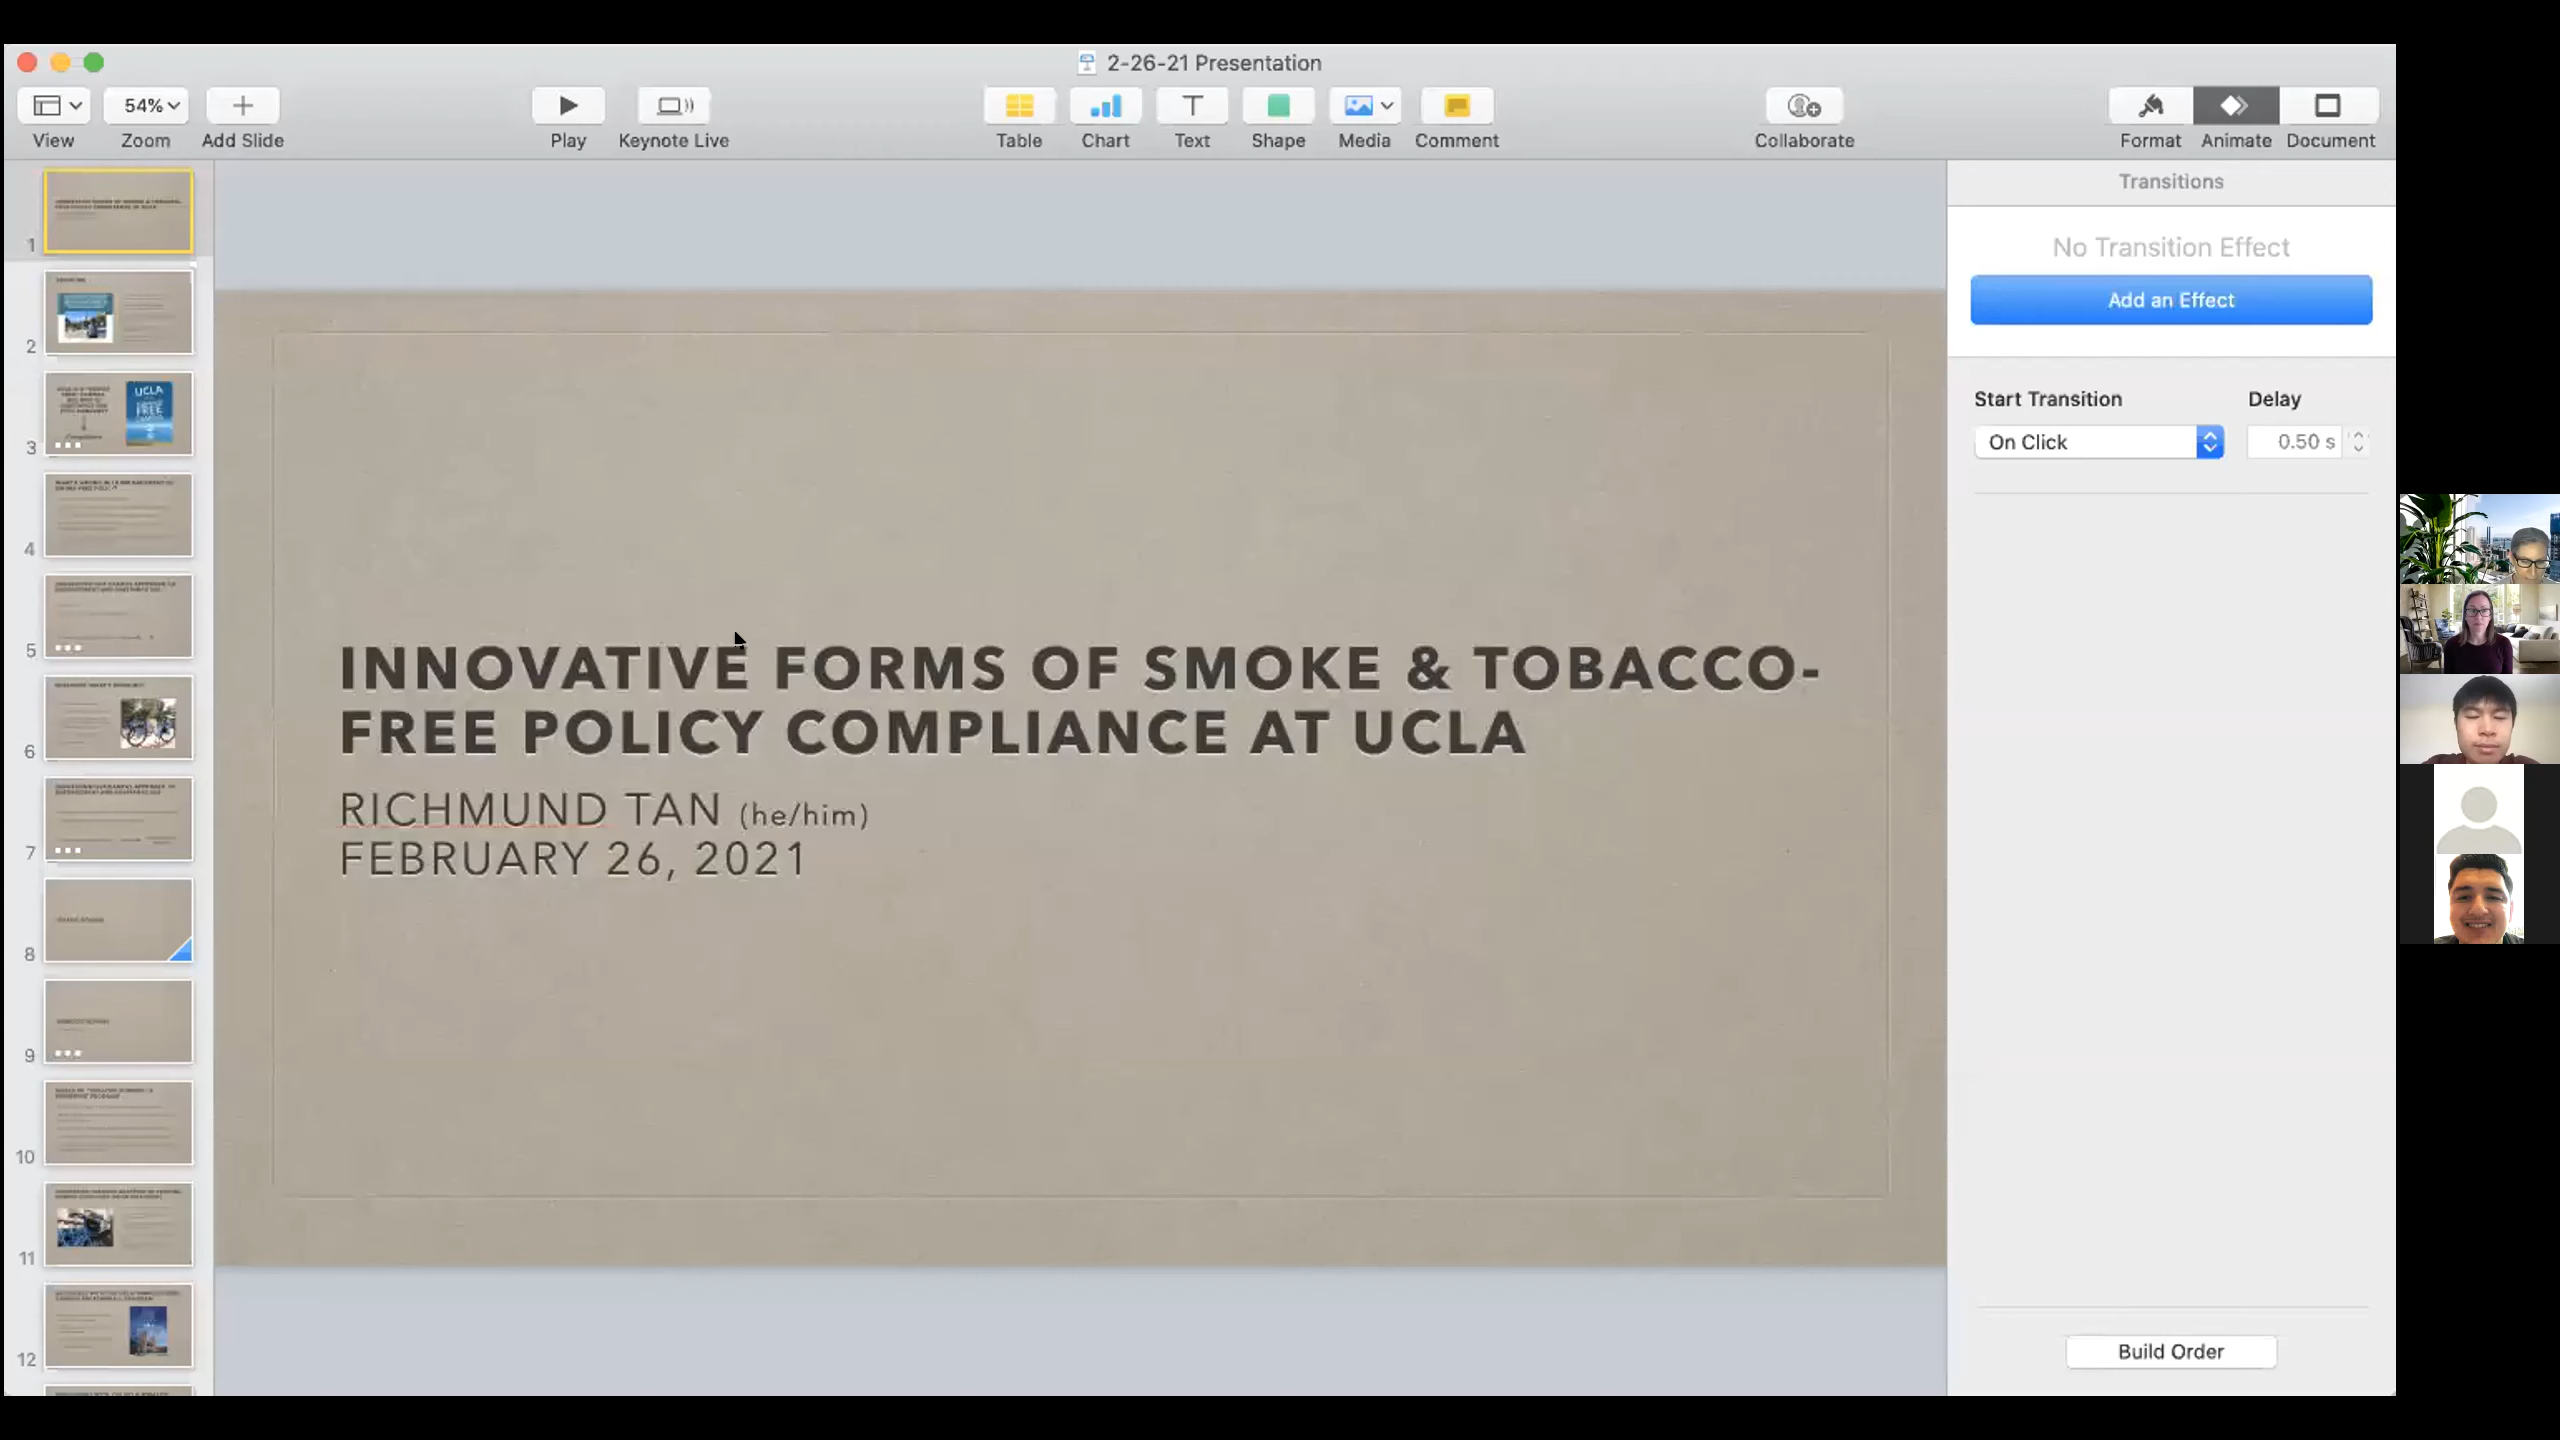 2-26-21 Presentation
54%
View
Zoom
Add Slide
Play
Keynote Live
Table
Chart
Text
Shape
Media
Comment
Collaborate
Format
Animate
Document
1
2
3
UCLA
FREE
4
5
6
7
8
9
10
11
12
INNOVATIVE FORMS OF SMOKE & TOBACCO-
FREE POLICY COMPLIANCE AT UCLA
RICHMUND TAN (he/him)
FEBRUARY 26, 2021
Transitions
No Transition Effect
Add an Effect
Start Transition
Delay
On Click
0.50 s
Build Order